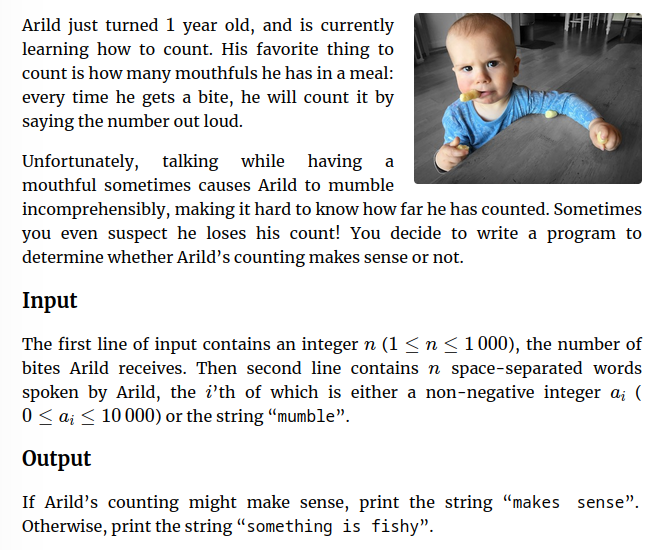 Arild just turned 1 year old, and is currently
learning how to count. His favorite thing to
count is how many mouthfuls he has in a meal:
every time he gets a bite, he will count it by
saying the number out loud.
Unfortunately, talking while having a
mouthful sometimes causes Arild to mumble
incomprehensibly, making it hard to know how far he has counted. Sometimes
you even suspect he loses his count! You decide to write a program to
determine whether Arild's counting makes sense or not.
Input
The first line of input contains an integer n (1 ≤ n ≤ 1 000), the number of
bites Arild receives. Then second line contains n space-separated words
spoken by Arild, the i'th of which is either a non-negative integer aᵢ (
0 ≤ aᵢ ≤ 10 000) or the string “mumble”.
Output
If Arild's counting might make sense, print the string “makes sense”.
Otherwise, print the string “something is fishy”.